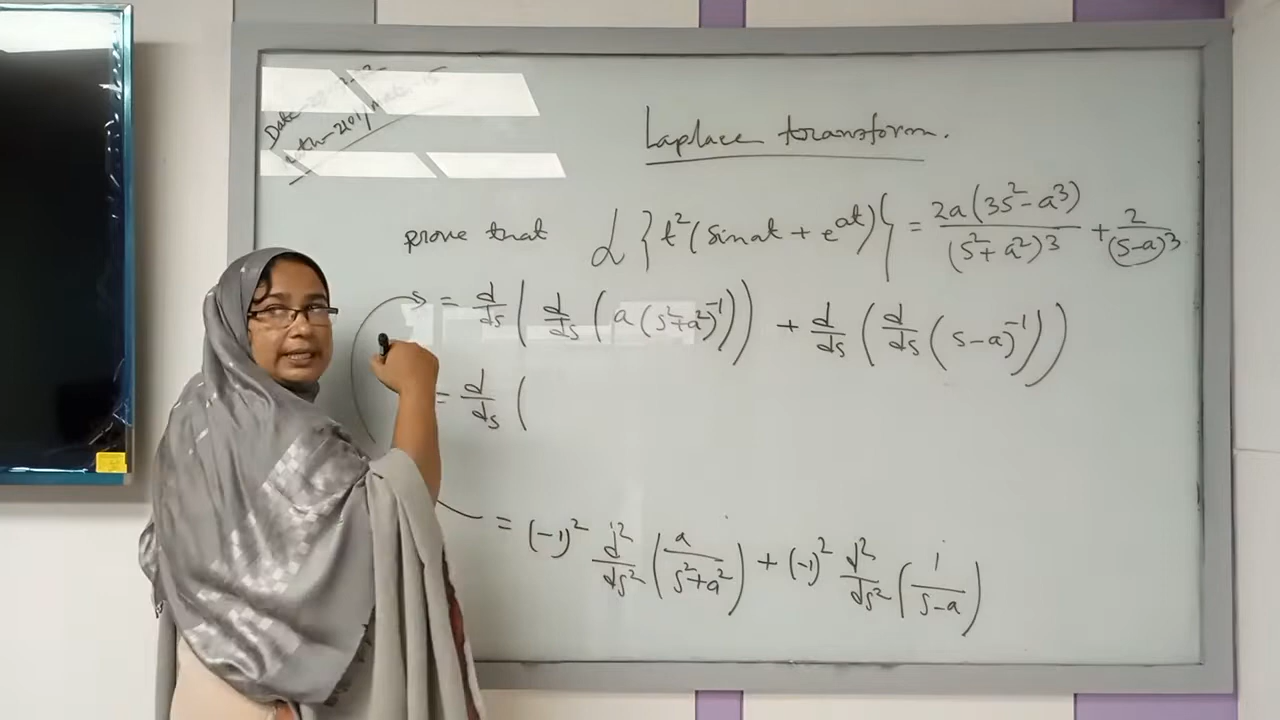 Laplace transform.
prove that ℒ{t²(sinat + e^at)} = 2a(3s²-a³)/(s²+a²)³ + 2/(s-a)³
= d/ds ( d/ds ( a(s²+a²)⁻¹ ) ) + d/ds ( d/ds (s-a)⁻¹ ) )
= d/ds (
= (-1)² d²/ds² ( a/(s²+a²) ) + (-1)² d²/ds² ( 1/(s-a) )